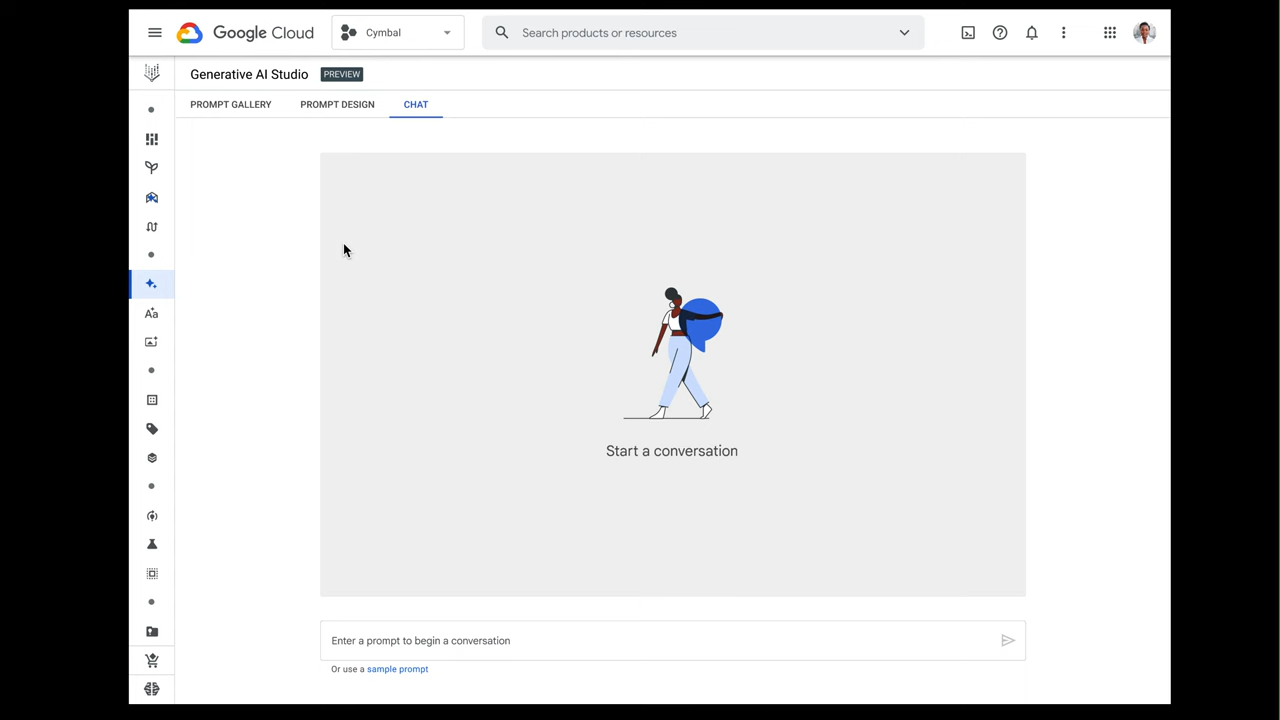 Google Cloud
Cymbal
Search products or resources
Generative AI Studio
PREVIEW
PROMPT GALLERY
PROMPT DESIGN
CHAT
Start a conversation
Enter a prompt to begin a conversation
Or use a sample prompt